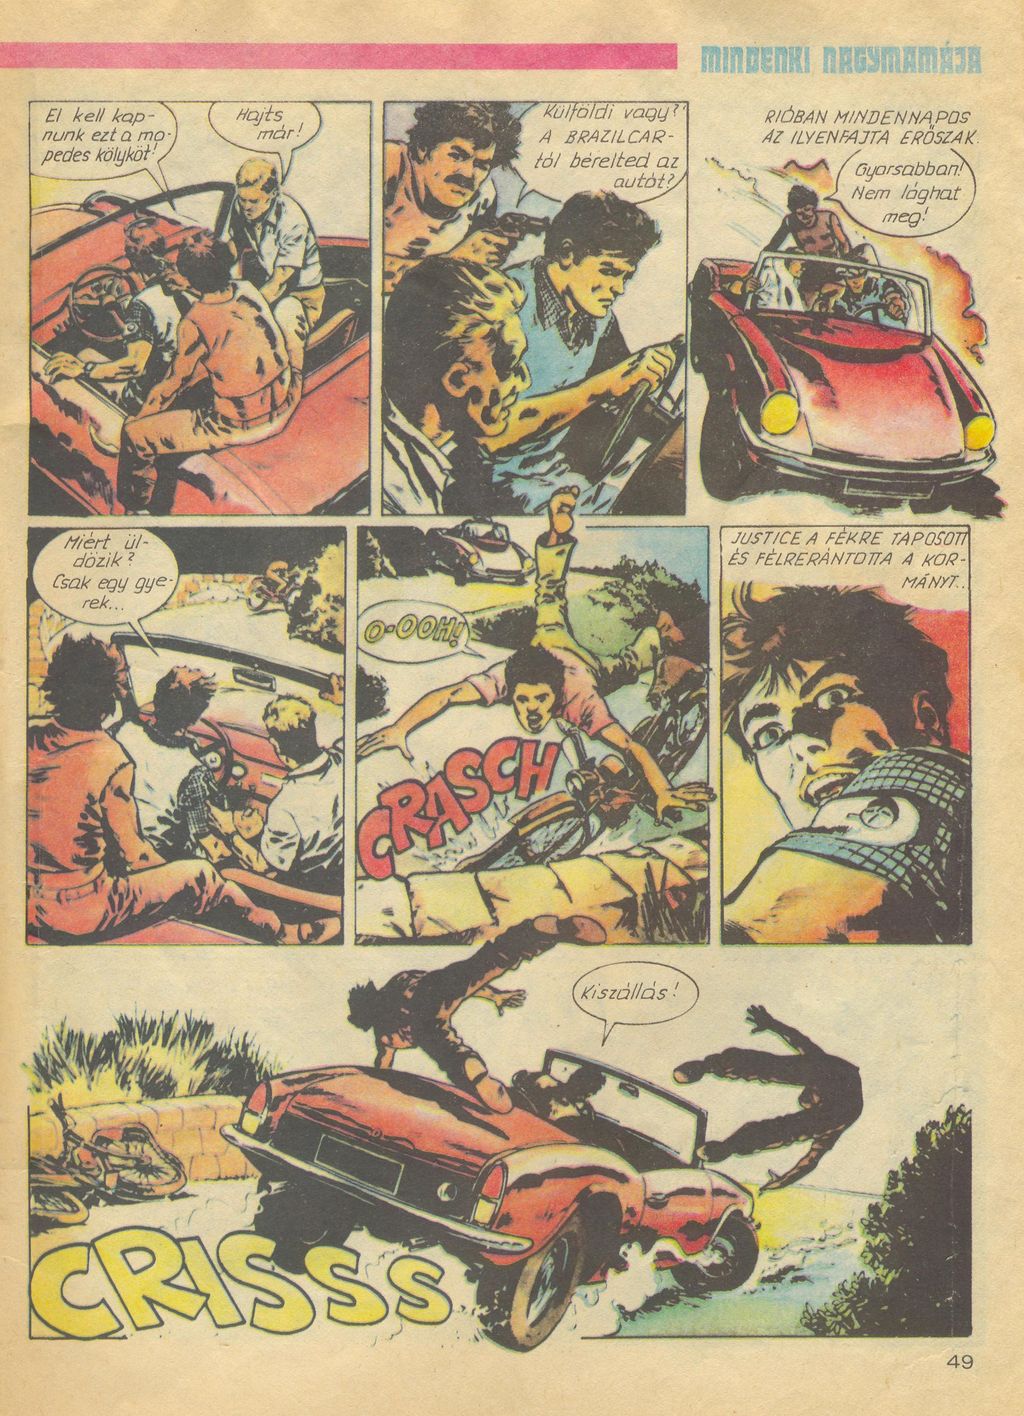 MINDENKI NAGYMAMÁJA
El kell kap-
nunk ezt a mo-
pedes kölyköt!
Hajts
már!
Külföldi vagy?
A BRAZILCAR-
tól bérelted az
autót?
RIÓBAN MINDENNAPOS
AZ ILYENFAJTA ERŐSZAK.
Gyorsabban!
Nem lóghat
meg!
Miért ül-
dözik?
Csak egy gye-
rek...
O-OOH!
CRASCH
JUSTICE A FÉKRE TAPOSOTT
ÉS FÉLRERÁNTOTTA A KOR-
MÁNYT...
Kiszállás!
CRISSS
49